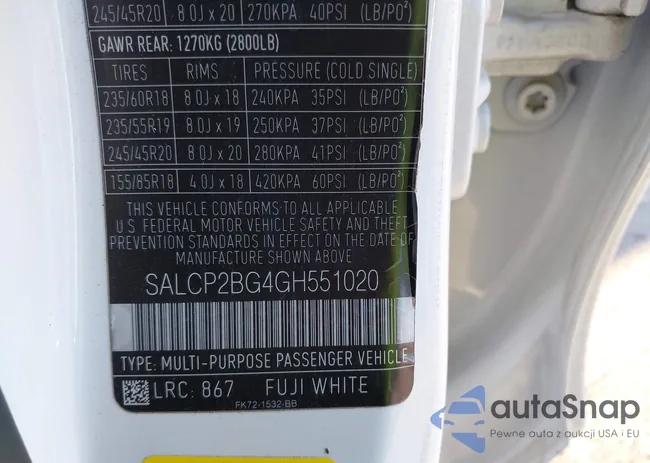 245/45R20 8.0J x 20 270KPA 40PSI (LB/PO²)
GAWR REAR: 1270KG (2800LB)
TIRES RIMS PRESSURE (COLD SINGLE)
235/60R18 8.0J x 18 240KPA 35PSI (LB/PO²)
235/55R19 8.0J x 19 250KPA 37PSI (LB/PO²)
245/45R20 8.0J x 20 280KPA 41PSI (LB/PO²)
155/85R18 4.0J x 18 420KPA 60PSI (LB/PO²)
THIS VEHICLE CONFORMS TO ALL APPLICABLE
U.S. FEDERAL MOTOR VEHICLE SAFETY AND THEFT
PREVENTION STANDARDS IN EFFECT ON THE DATE
OF MANUFACTURE SHOWN ABOVE
SALCP2BG4GH551020
TYPE: MULTI-PURPOSE PASSENGER VEHICLE
LRC: 867 FUJI WHITE
FK72-1532-BB
autaSnap
Pewne auta z aukcji USA i EU